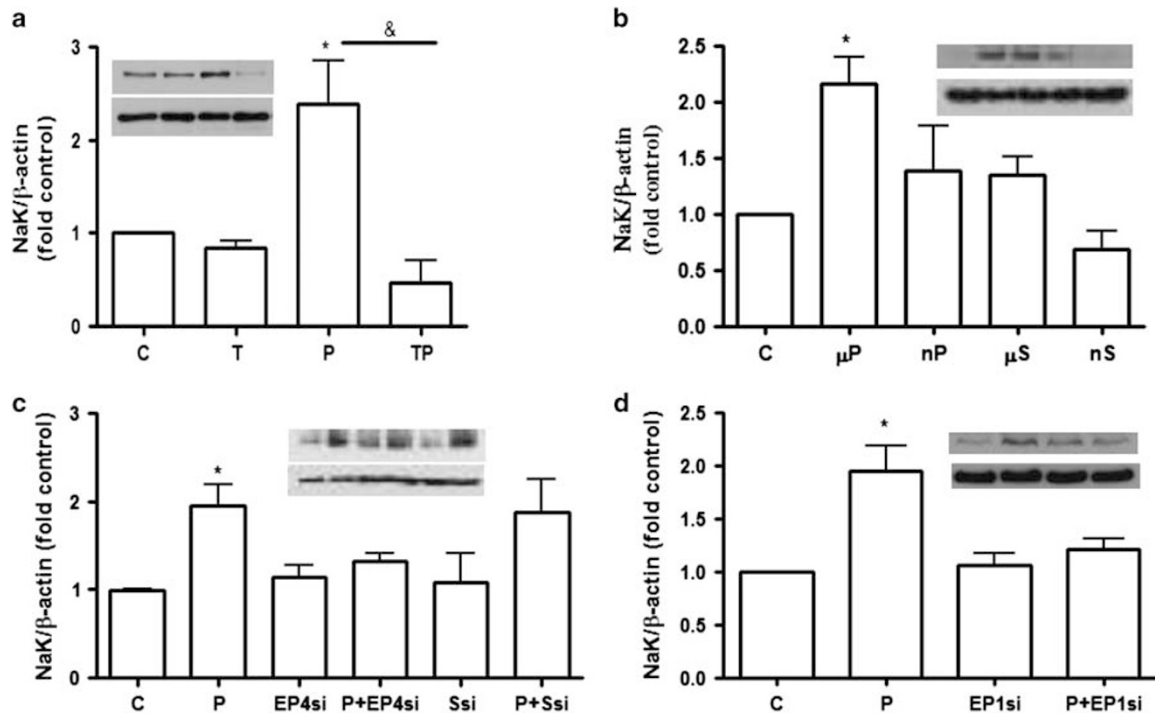 a
&
*
NaK/β-actin
(fold control)
3
2
1
0
C T P TP
b
*
NaK/β-actin
(fold control)
2.5
2.0
1.5
1.0
0.5
0.0
C μP nP μS nS
c
*
NaK/β-actin (fold control)
3
2
1
0
C P EP4si P+EP4si Ssi P+Ssi
d
*
NaK/β-actin (fold control)
2.5
2.0
1.5
1.0
0.5
0.0
C P EP1si P+EP1si